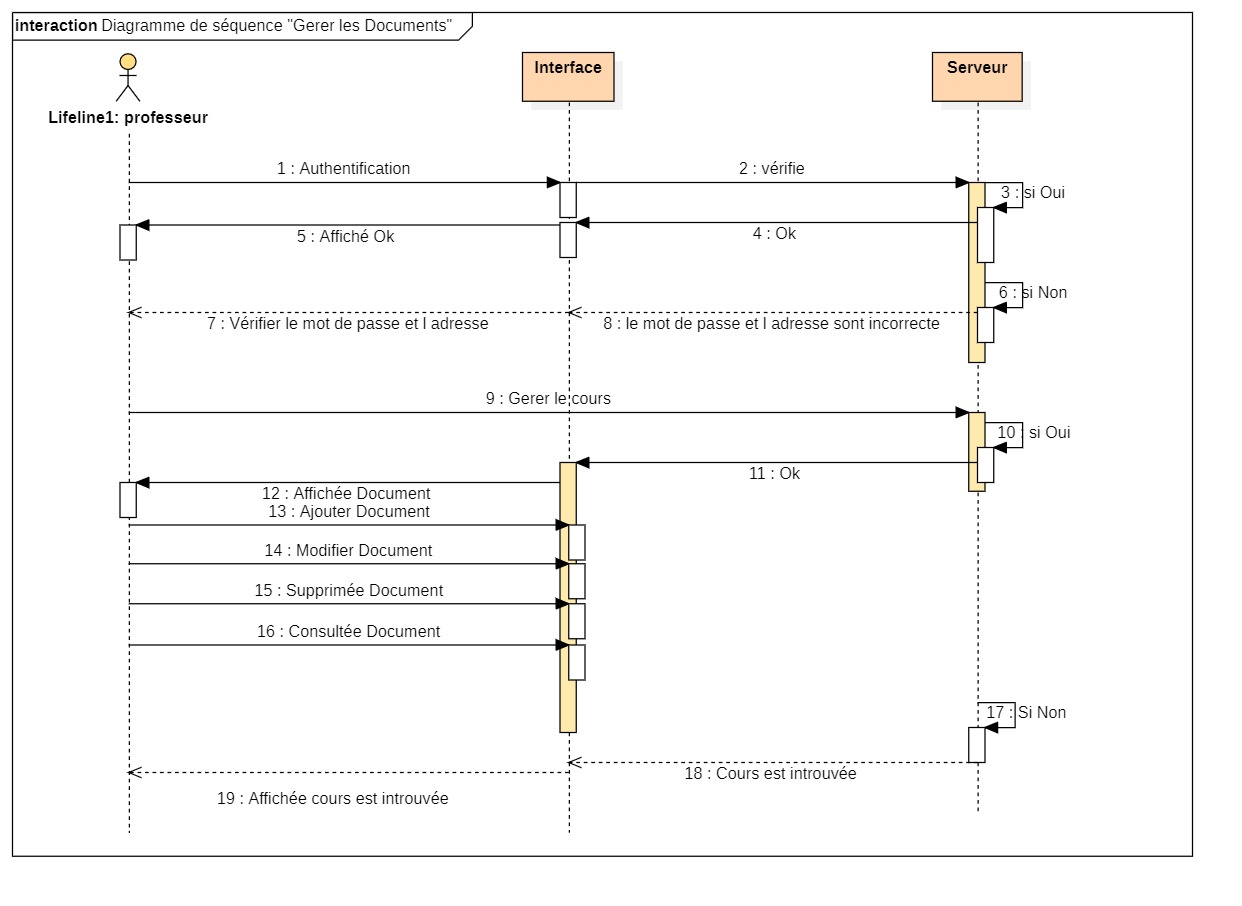 interaction Diagramme de séquence "Gerer les Documents"
Interface
Serveur
Lifeline1: professeur
1 : Authentification
2 : vérifie
3 : si Oui
4 : Ok
5 : Affiché Ok
6 : si Non
7 : Vérifier le mot de passe et l adresse
8 : le mot de passe et l adresse sont incorrecte
9 : Gerer le cours
10 : si Oui
11 : Ok
12 : Affichée Document
13 : Ajouter Document
14 : Modifier Document
15 : Supprimée Document
16 : Consultée Document
17 : Si Non
18 : Cours est introuvée
19 : Affichée cours est introuvée